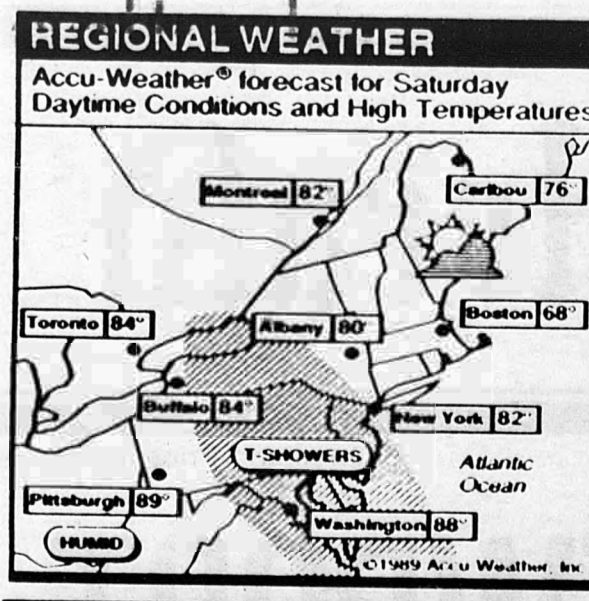 REGIONAL WEATHER
Accu-Weather® forecast for Saturday
Daytime Conditions and High Temperatures
Montreal 82°
Caribou 76°
Toronto 84°
Albany 80°
Boston 68°
Buffalo 84°
New York 82°
T-SHOWERS
Atlantic
Ocean
Pittsburgh 89°
Washington 88°
HUMID
©1989 Accu Weather, Inc